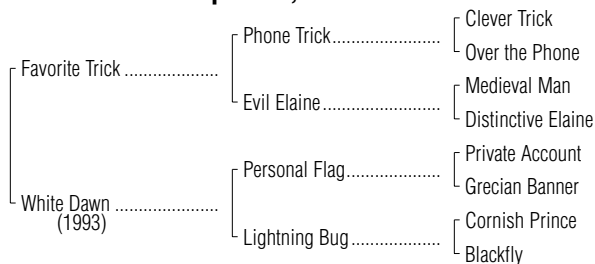 Clever Trick
Phone Trick....................
Over the Phone
Favorite Trick ....................
Medieval Man
Evil Elaine....................
Distinctive Elaine
Private Account
Personal Flag....................
Grecian Banner
White Dawn ....................
(1993)
Cornish Prince
Lightning Bug....................
Blackfly